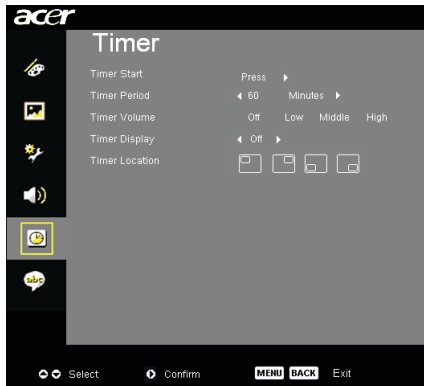 acer
Timer
Timer Start Press
Timer Period 60 Minutes
Timer Volume Off Low Middle High
Timer Display Off
Timer Location
abc
Select Confirm MENU BACK Exit